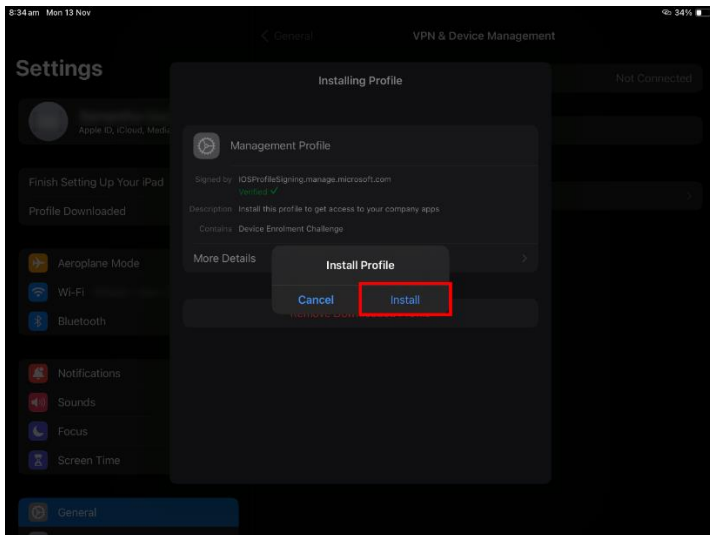 8:34 am Mon 13 Nov
34%
General
VPN & Device Management
Settings
Installing Profile
Not Connected
Apple ID, iCloud, Media
Management Profile
Signed by IOSProfileSigning.manage.microsoft.com
Verified ✓
Description Install this profile to get access to your company apps
Contains Device Enrolment Challenge
More Details
Finish Setting Up Your iPad
Profile Downloaded
Install Profile
Cancel
Install
Aeroplane Mode
Wi-Fi
Bluetooth
Notifications
Sounds
Focus
Screen Time
General